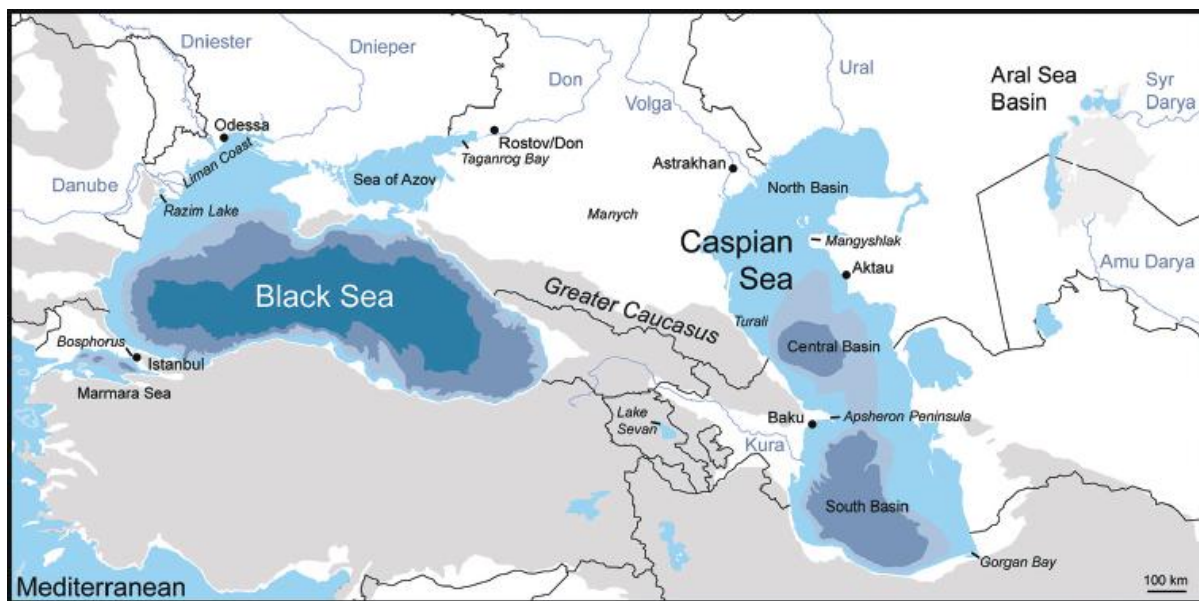 Dniester
Dnieper
Don
Volga
Ural
Aral Sea
Basin
Syr
Darya
Odessa
Rostov/Don
Taganrog Bay
Liman Coast
Sea of Azov
Astrakhan
North Basin
Danube
Razim Lake
Manych
Mangyshlak
Caspian
Sea
Aktau
Amu Darya
Black Sea
Greater Caucasus
Turali
Central Basin
Bosphorus
Istanbul
Marmara Sea
Lake
Sevan
Baku
Apsheron Peninsula
Kura
South Basin
Gorgan Bay
Mediterranean
100 km